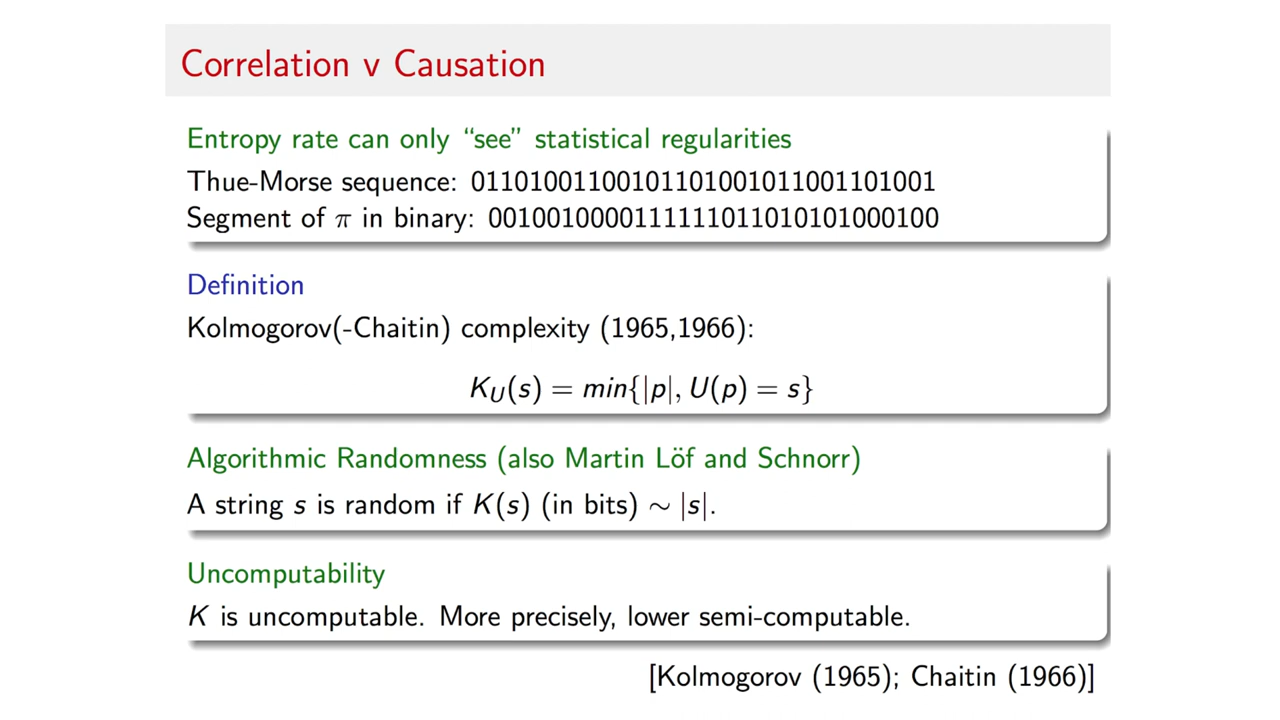 Correlation v Causation
Entropy rate can only “see” statistical regularities
Thue-Morse sequence: 01101001100101101001011001101001
Segment of π in binary: 00100100001111110110101010001​00
Definition
Kolmogorov(-Chaitin) complexity (1965,1966):
K_U(s) = min{|p|, U(p) = s}
Algorithmic Randomness (also Martin Löf and Schnorr)
A string s is random if K(s) (in bits) ∼ |s|.
Uncomputability
K is uncomputable. More precisely, lower semi-computable.
[Kolmogorov (1965); Chaitin (1966)]